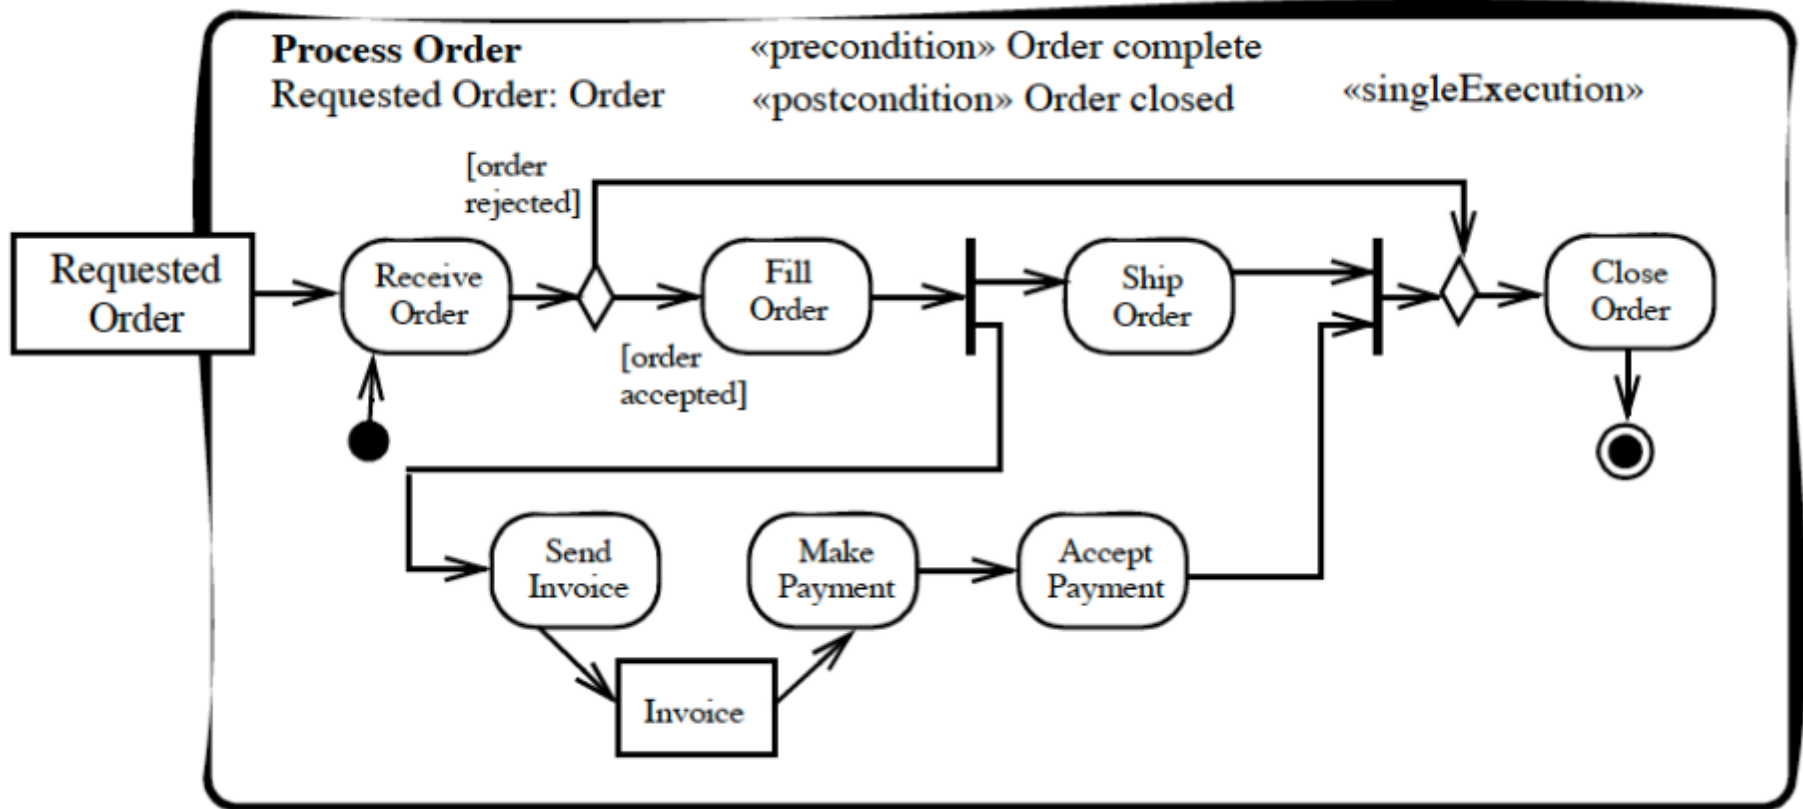 Process Order
Requested Order: Order
«precondition» Order complete
«postcondition» Order closed
«singleExecution»
[order
rejected]
Requested
Order
Receive
Order
Fill
Order
Ship
Order
Close
Order
[order
accepted]
Send
Invoice
Make
Payment
Accept
Payment
Invoice